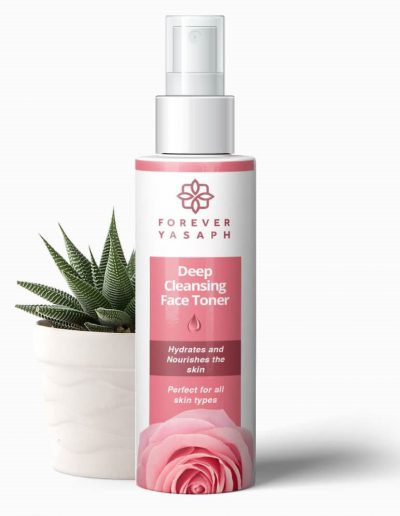 FOREVER
YASAPH
Deep
Cleansing
Face Toner
Hydrates and
Nourishes the
skin
Perfect for all
skin types